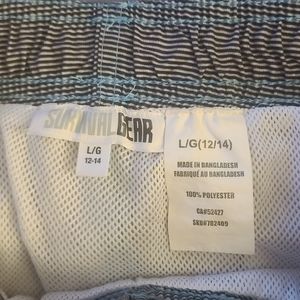 SURVIVAL GEAR
L/G
12-14
L/G(12/14)
MADE IN BANGLADESH
FABRIQUÉ AU BANGLADESH
100% POLYESTER
CA#52427
SKU#782409